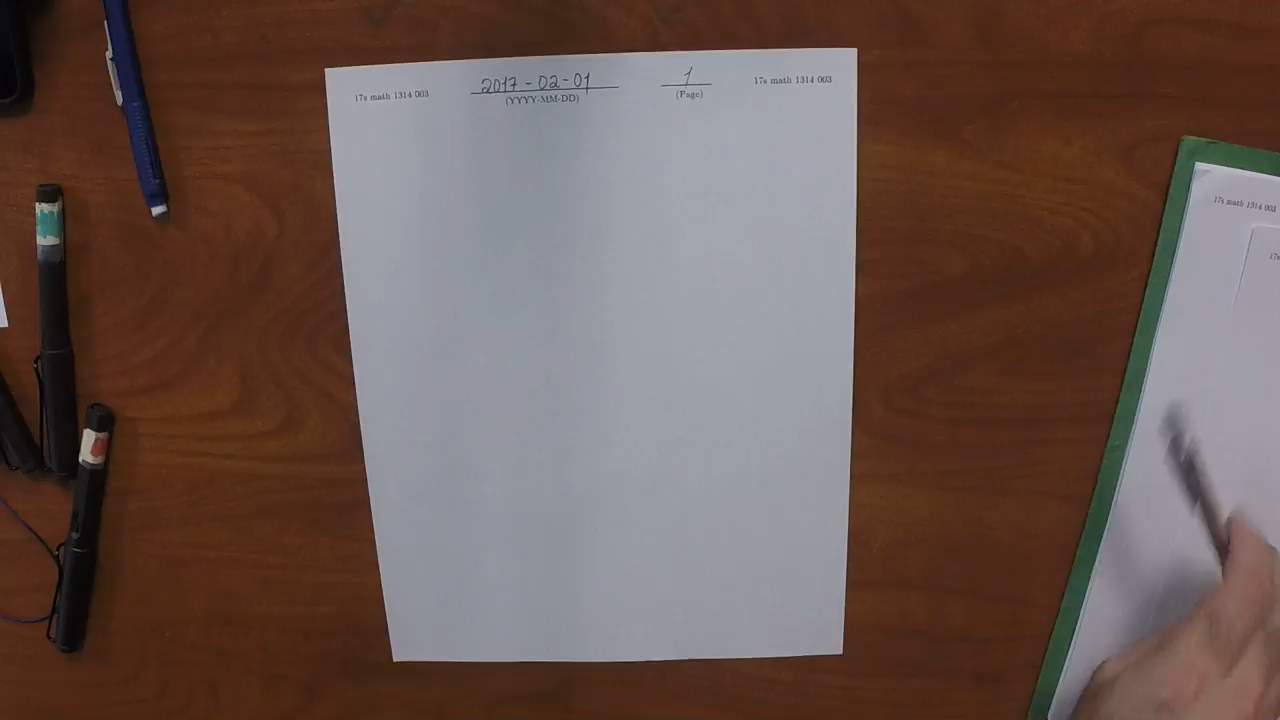 17s math 1314 003 2017-02-01 1 17s math 1314 003
(YYYY-MM-DD) (Page)
17s math 1314 003
17s